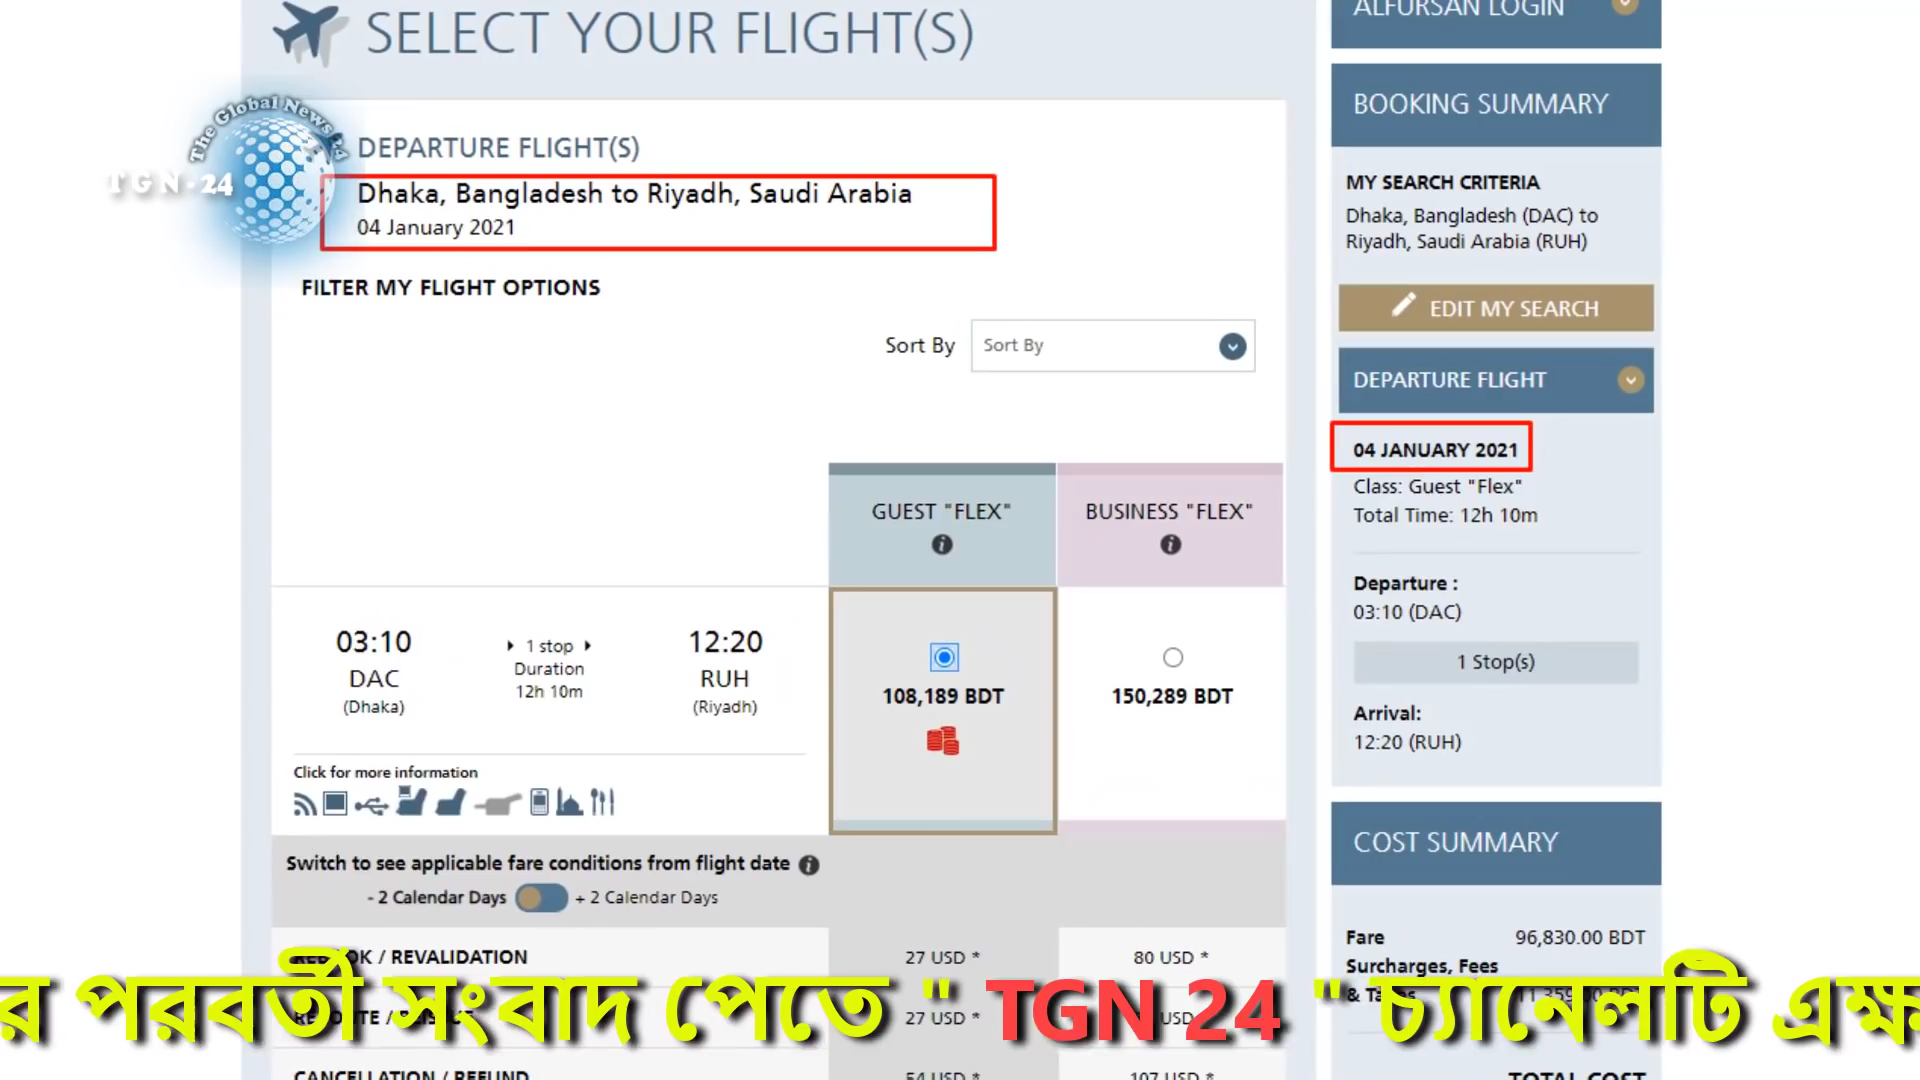 SELECT YOUR FLIGHT(S)
The Global News 24
TGN-24
DEPARTURE FLIGHT(S)
Dhaka, Bangladesh to Riyadh, Saudi Arabia
04 January 2021
FILTER MY FLIGHT OPTIONS
Sort By
Sort By
GUEST "FLEX"
BUSINESS "FLEX"
03:10
DAC
(Dhaka)
1 stop
Duration
12h 10m
12:20
RUH
(Riyadh)
108,189 BDT
150,289 BDT
Click for more information
Switch to see applicable fare conditions from flight date
- 2 Calendar Days
+ 2 Calendar Days
/ REVALIDATION
27 USD *
80 USD *
27 USD *
USD *
CANCELLATION / REFUND
54 USD *
107 USD *
ALFURSAN LOGIN
BOOKING SUMMARY
MY SEARCH CRITERIA
Dhaka, Bangladesh (DAC) to
Riyadh, Saudi Arabia (RUH)
EDIT MY SEARCH
DEPARTURE FLIGHT
04 JANUARY 2021
Class: Guest "Flex"
Total Time: 12h 10m
Departure :
03:10 (DAC)
1 Stop(s)
Arrival:
12:20 (RUH)
COST SUMMARY
Fare 96,830.00 BDT
Surcharges, Fees
&
TOTAL COST
র পরবর্তী সংবাদ পেতে " TGN 24 " চ্যানেলটি এক্ষ